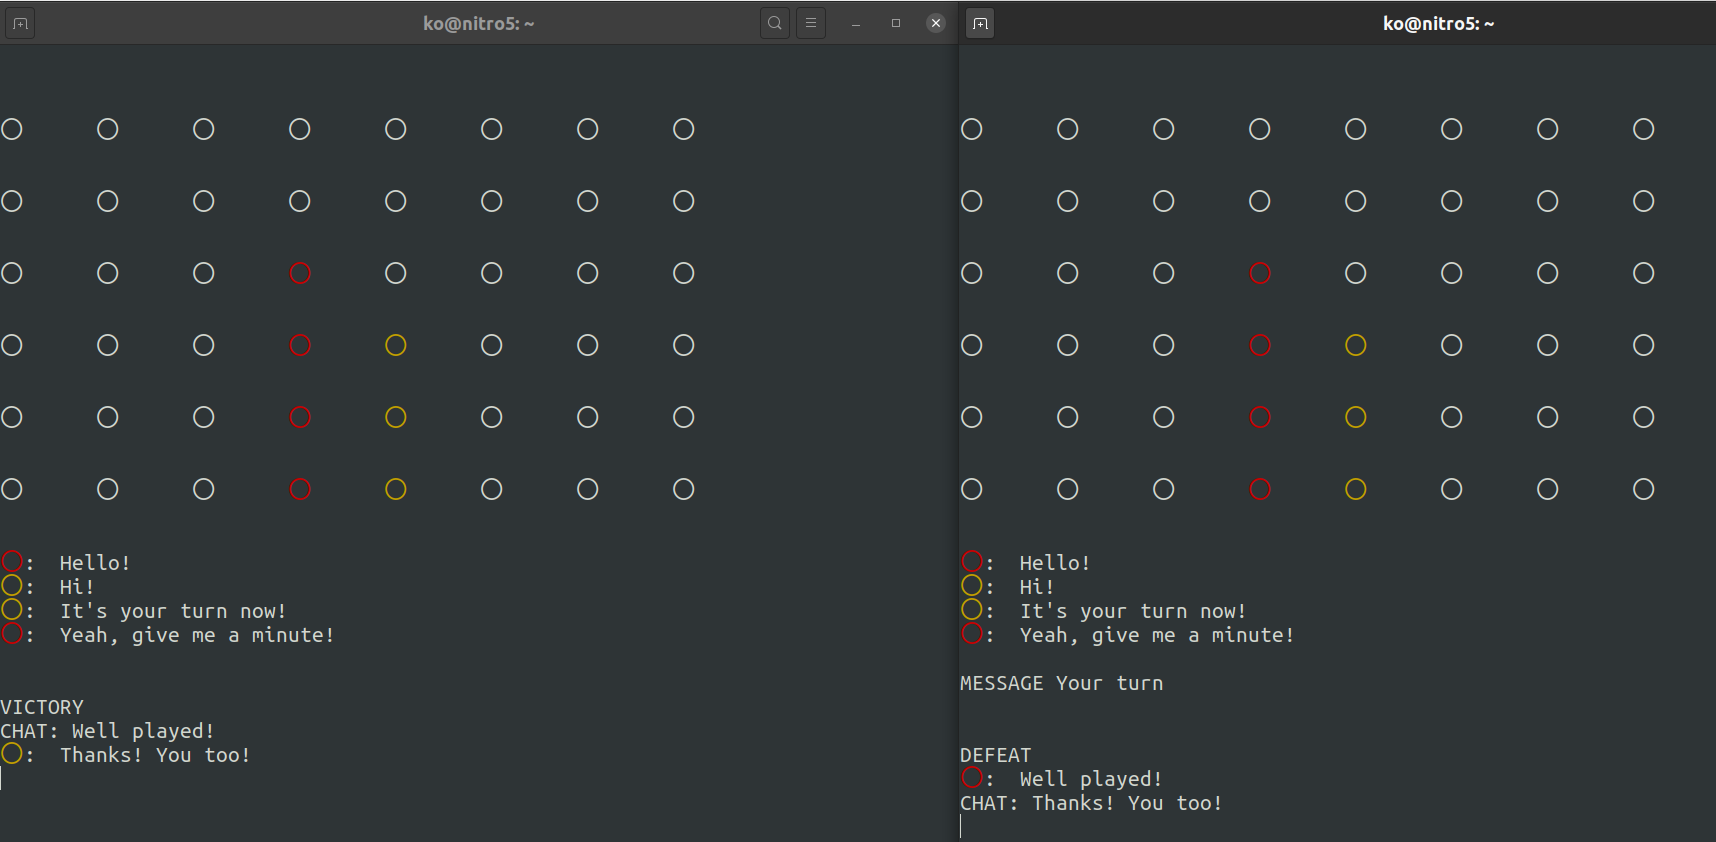 ko@nitro5: ~
: Hello!
: Hi!
: It's your turn now!
: Yeah, give me a minute!
VICTORY
CHAT: Well played!
: Thanks! You too!
ko@nitro5: ~
: Hello!
: Hi!
: It's your turn now!
: Yeah, give me a minute!
MESSAGE Your turn
DEFEAT
: Well played!
CHAT: Thanks! You too!